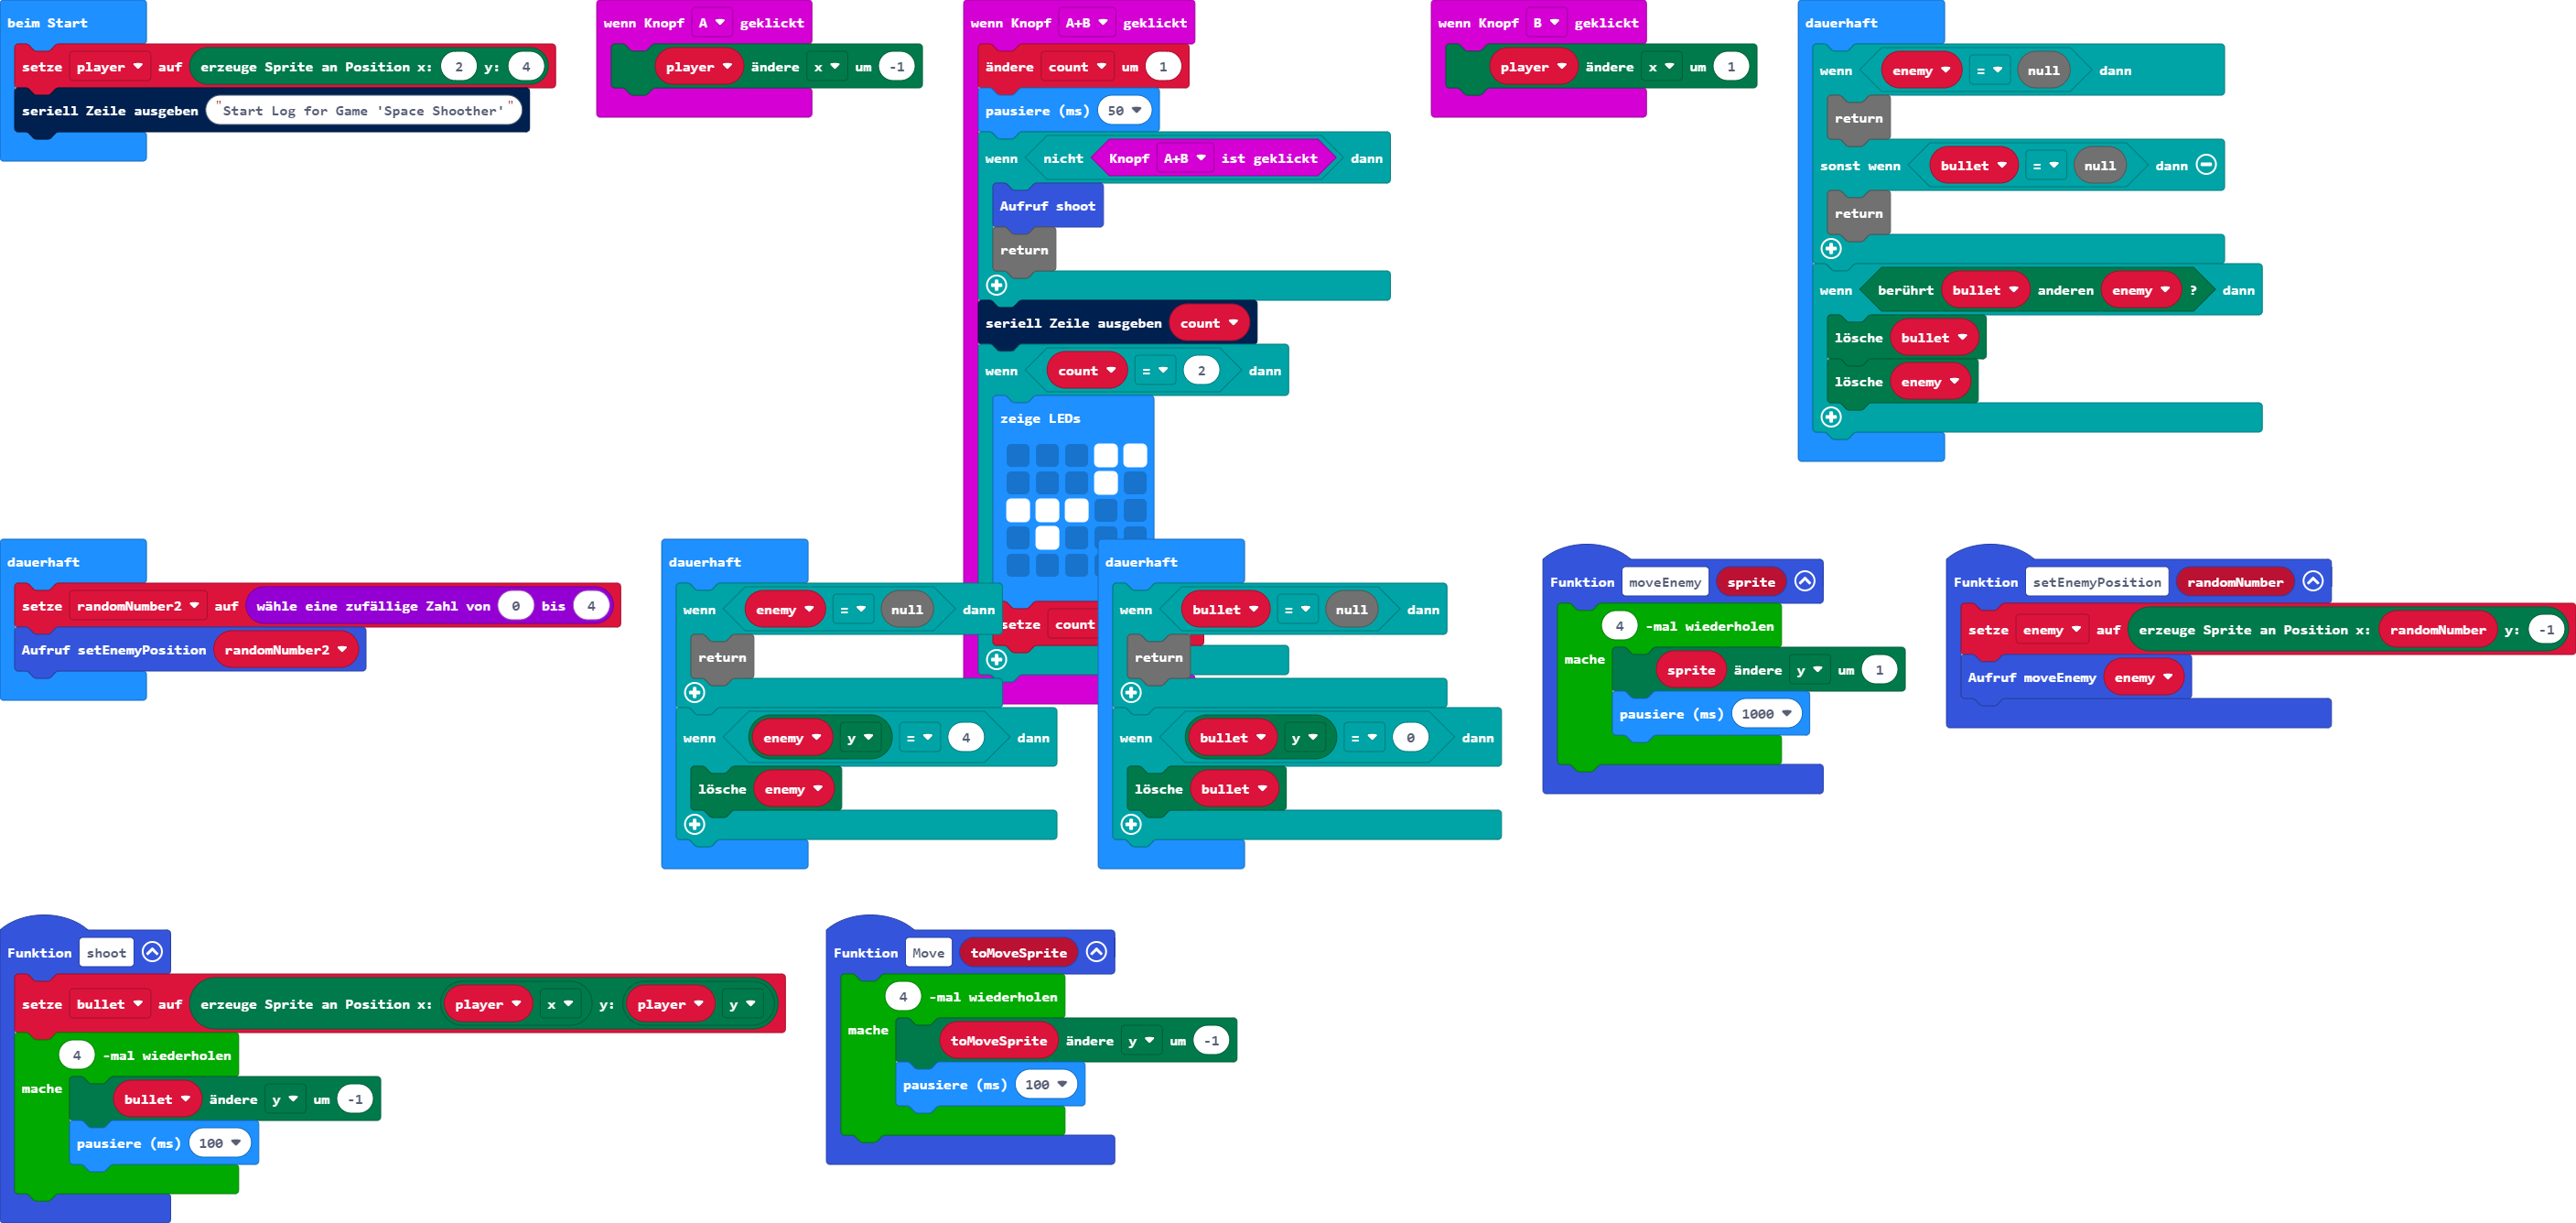 beim Start
setze player auf erzeuge Sprite an Position x: 2 y: 4
seriell Zeile ausgeben "Start Log for Game 'Space Shoother'"
wenn Knopf A geklickt
player ändere x um -1
wenn Knopf A+B geklickt
ändere count um 1
pausiere (ms) 50
wenn nicht Knopf A+B ist geklickt dann
Aufruf shoot
return
seriell Zeile ausgeben count
wenn count = 2 dann
zeige LEDs
setze count
wenn Knopf B geklickt
player ändere x um 1
dauerhaft
wenn enemy = null dann
return
sonst wenn bullet = null dann
return
wenn berührt bullet anderen enemy ? dann
lösche bullet
lösche enemy
dauerhaft
setze randomNumber2 auf wähle eine zufällige Zahl von 0 bis 4
Aufruf setEnemyPosition randomNumber2
dauerhaft
wenn enemy = null dann
return
wenn enemy y = 4 dann
lösche enemy
dauerhaft
wenn bullet = null dann
return
wenn bullet y = 0 dann
lösche bullet
Funktion moveEnemy sprite
4 -mal wiederholen
mache sprite ändere y um 1
pausiere (ms) 1000
Funktion setEnemyPosition randomNumber
setze enemy auf erzeuge Sprite an Position x: randomNumber y: -1
Aufruf moveEnemy enemy
Funktion shoot
setze bullet auf erzeuge Sprite an Position x: player x y: player y
4 -mal wiederholen
mache bullet ändere y um -1
pausiere (ms) 100
Funktion Move toMoveSprite
4 -mal wiederholen
mache toMoveSprite ändere y um -1
pausiere (ms) 100